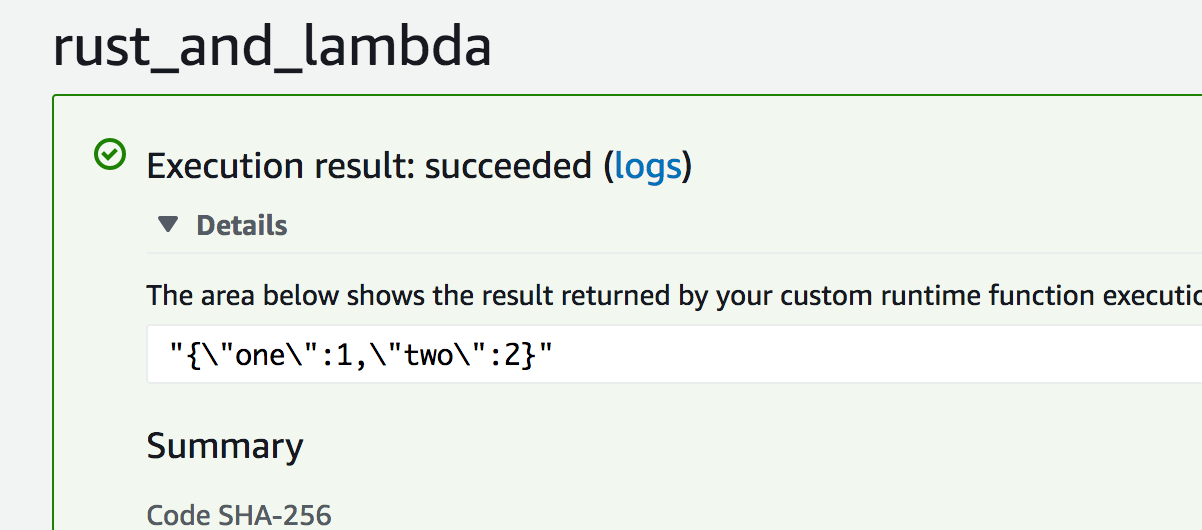 rust_and_lambda
Execution result: succeeded (logs)
Details
The area below shows the result returned by your custom runtime function
"{\"one\":1,\"two\":2}"
Summary
Code SHA-256